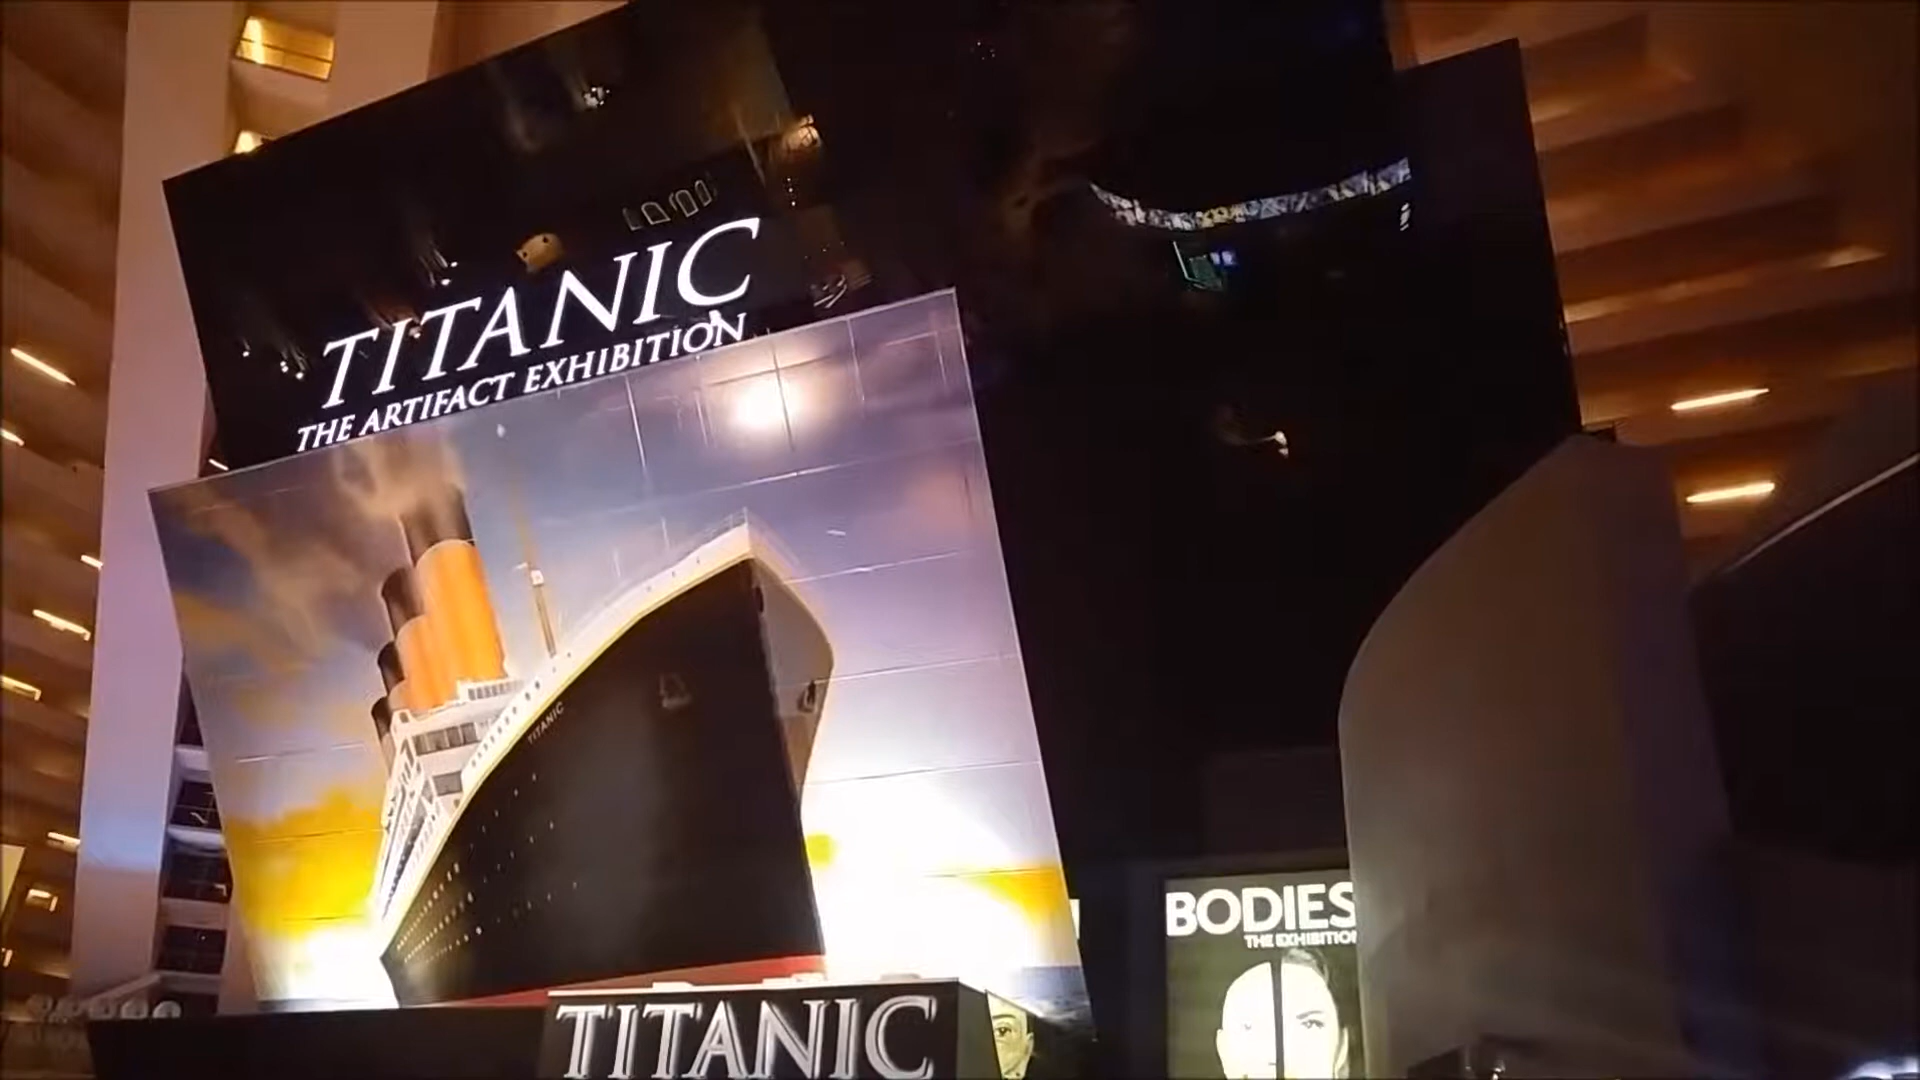 TITANIC
THE ARTIFACT EXHIBITION
TITANIC
BODIES
THE EXHIBITION
TITANIC